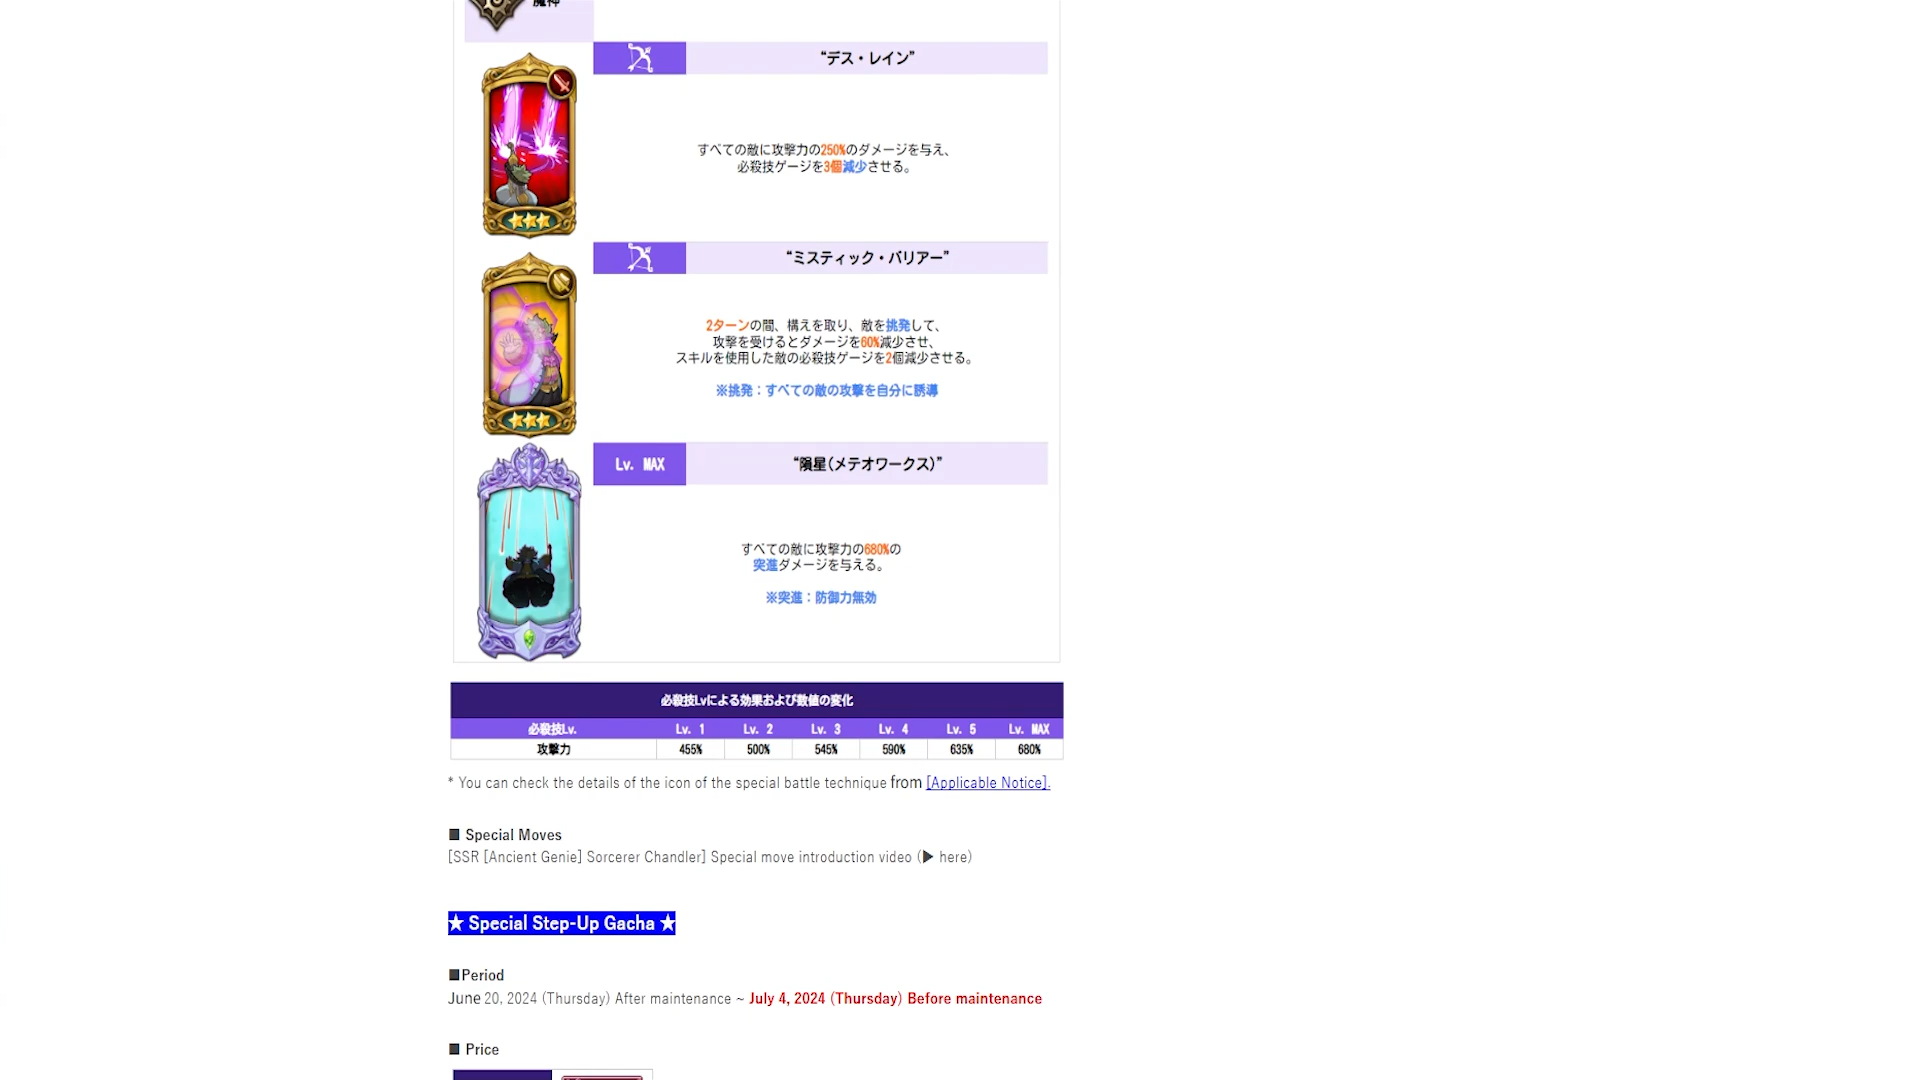 魔神
“デス・レイン”
すべての敵に攻撃力の250%のダメージを与え、
必殺技ゲージを3個減少させる。
“ミスティック・バリアー”
2ターンの間、構えを取り、敵を挑発して、
攻撃を受けるとダメージを60%減少させ、
スキルを使用した敵の必殺技ゲージを2個減少させる。
※挑発：すべての敵の攻撃を自分に誘導
Lv. MAX “隕星(メテオワークス)”
すべての敵に攻撃力の680%の
突進ダメージを与える。
※突進：防御力無効
必殺技Lvによる効果および数値の変化
必殺技Lv. Lv. 1 Lv. 2 Lv. 3 Lv. 4 Lv. 5 Lv. MAX
攻撃力 455% 500% 545% 590% 635% 680%
* You can check the details of the icon of the special battle technique from [Applicable Notice].
■ Special Moves
[SSR [Ancient Genie] Sorcerer Chandler] Special move introduction video (▶ here)
★ Special Step-Up Gacha ★
■Period
June 20, 2024 (Thursday) After maintenance ~ July 4, 2024 (Thursday) Before maintenance
■ Price